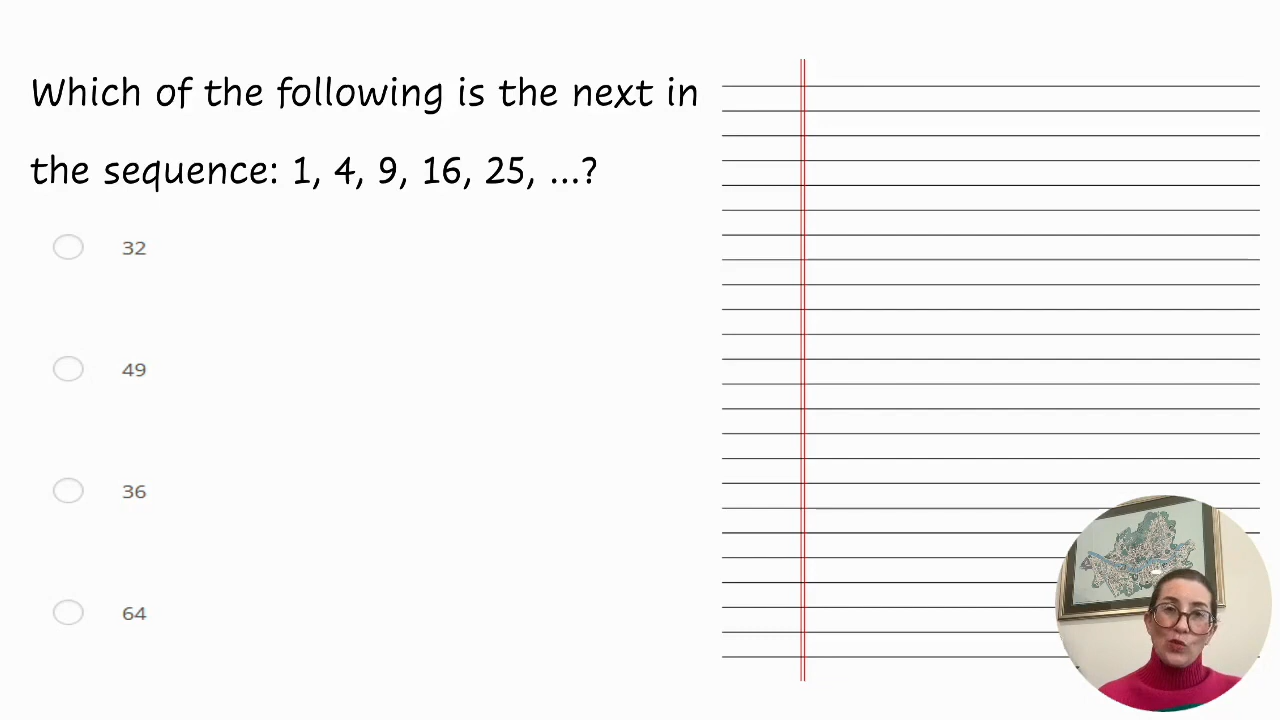 Which of the following is the next in
the sequence: 1, 4, 9, 16, 25, ...?
32
49
36
64